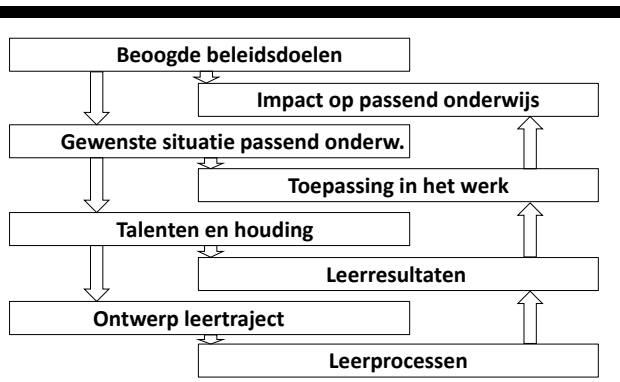 Beoogde beleidsdoelen
Impact op passend onderwijs
Gewenste situatie passend onderw.
Toepassing in het werk
Talenten en houding
Leerresultaten
Ontwerp leertraject
Leerprocessen